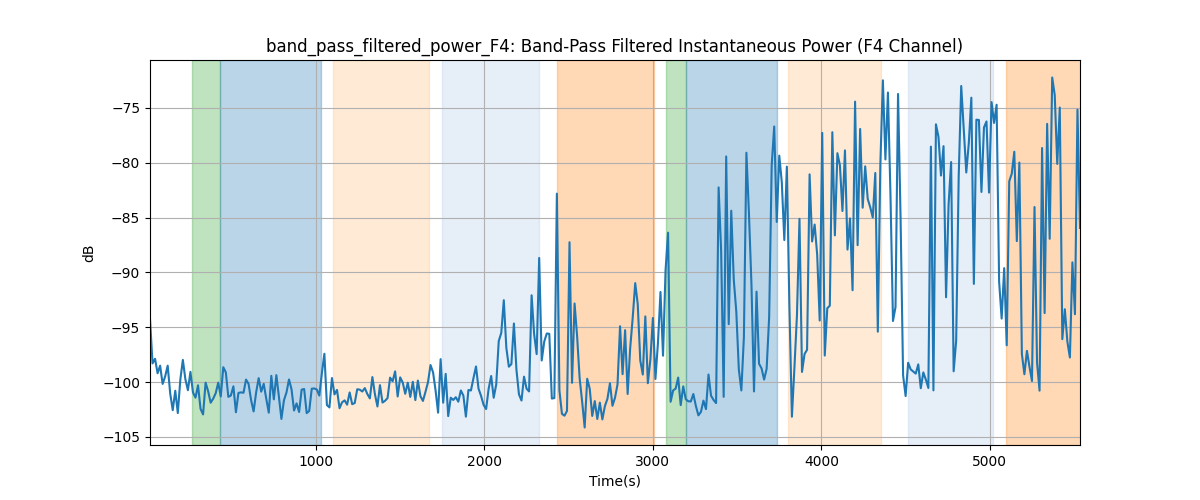 band_pass_filtered_power_F4: Band-Pass Filtered Instantaneous Power (F4 Channel)
−75
−80
−85
−90
−95
−100
−105
dB
1000 2000 3000 4000 5000
Time(s)